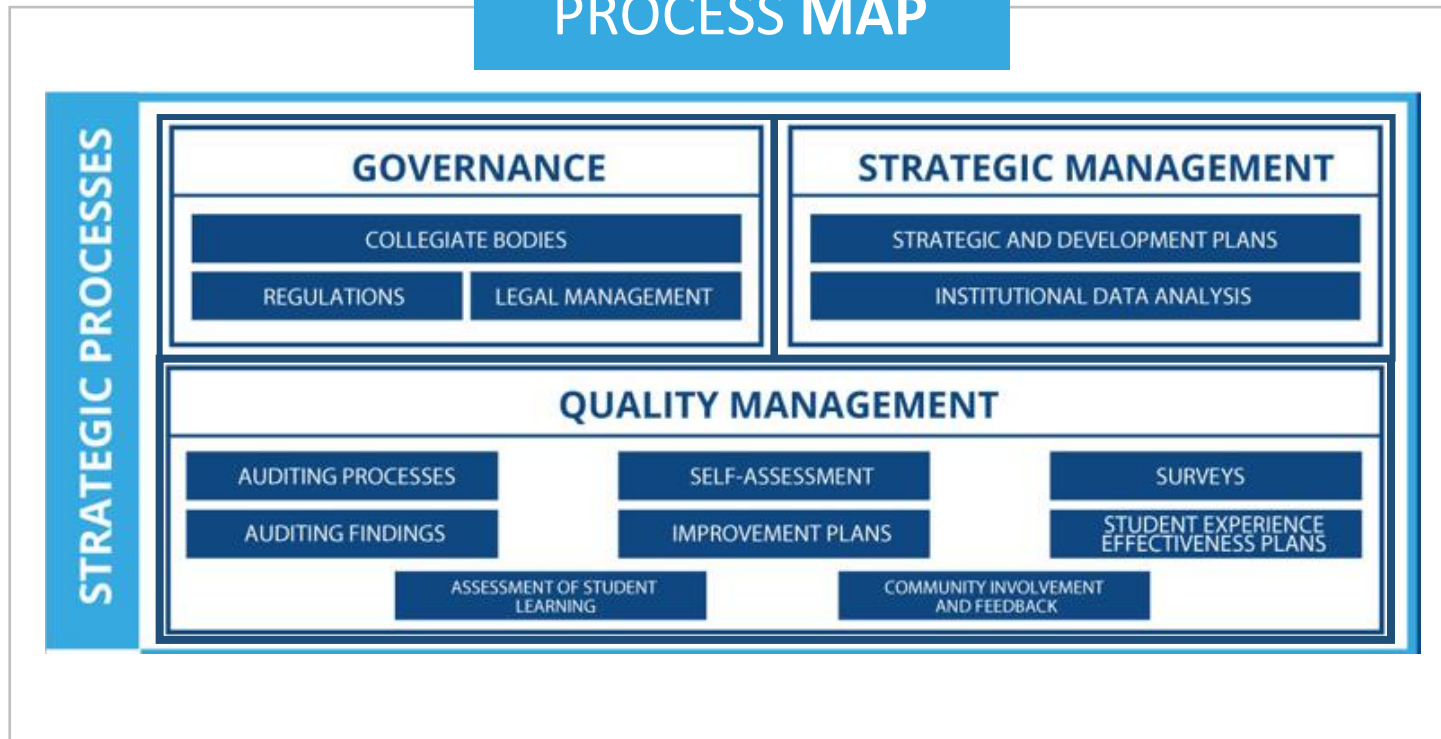 PROCESS MAP
STRATEGIC PROCESSES
GOVERNANCE
COLLEGIATE BODIES
REGULATIONS
LEGAL MANAGEMENT
STRATEGIC MANAGEMENT
STRATEGIC AND DEVELOPMENT PLANS
INSTITUTIONAL DATA ANALYSIS
QUALITY MANAGEMENT
AUDITING PROCESSES
SELF-ASSESSMENT
SURVEYS
AUDITING FINDINGS
IMPROVEMENT PLANS
STUDENT EXPERIENCE
EFFECTIVENESS PLANS
ASSESSMENT OF STUDENT
LEARNING
COMMUNITY INVOLVEMENT
AND FEEDBACK